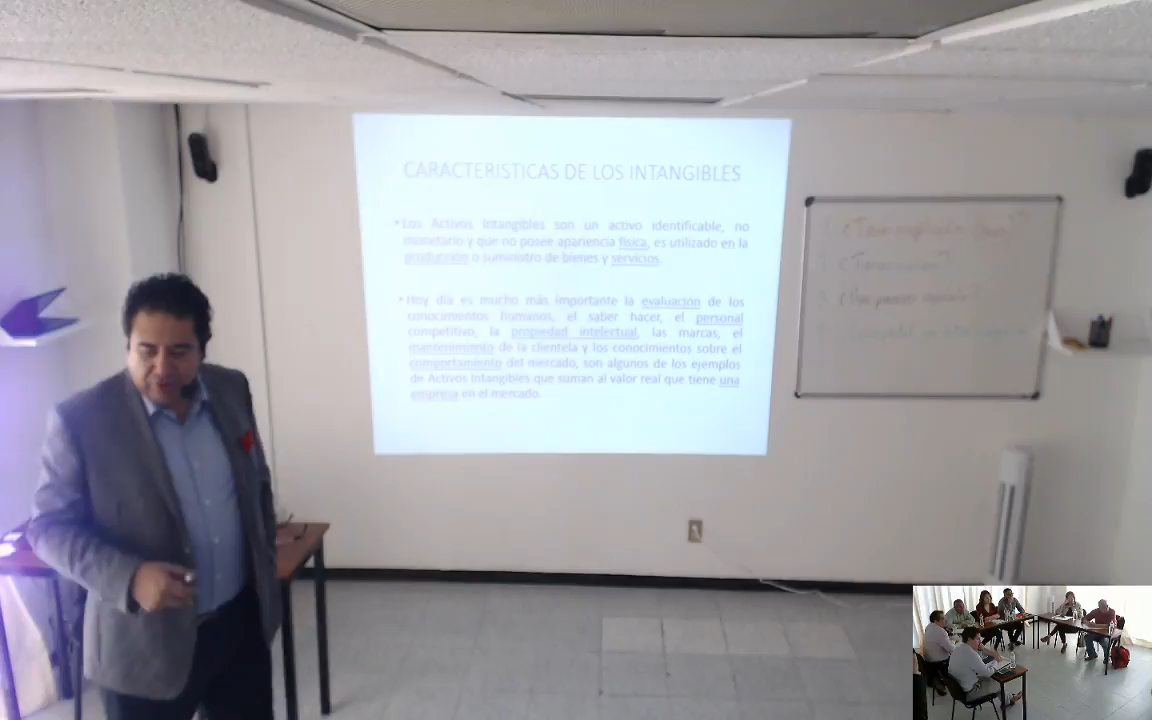 CARACTERISTICAS DE LOS INTANGIBLES
• Los Activos Intangibles son un activo identificable, no
monetario y que no posee apariencia física, es utilizado en la
producción o suministro de bienes y servicios.
• Hoy día es mucho más importante la evaluación de los
conocimientos humanos, el saber hacer, el personal
competitivo, la propiedad intelectual, las marcas, el
mantenimiento de la clientela y los conocimientos sobre el
comportamiento del mercado, son algunos de los ejemplos
de Activos Intangibles que suman al valor real que tiene una
empresa en el mercado.